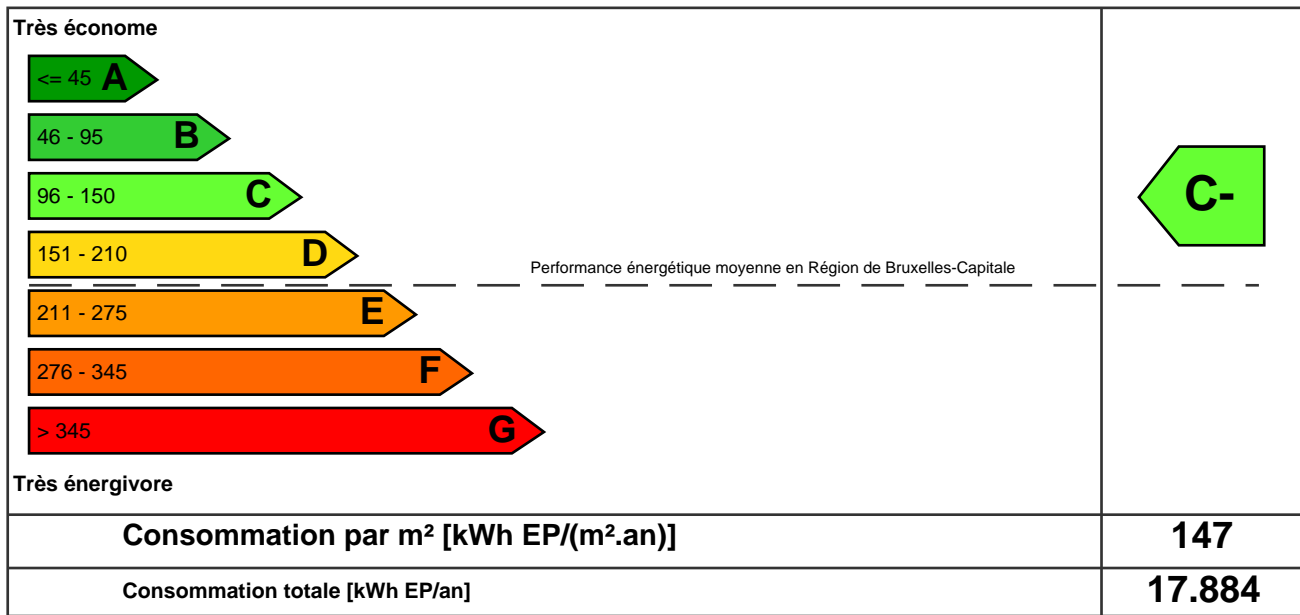 Très économe
<= 45 A
46 - 95 B
96 - 150 C
C-
151 - 210 D
Performance énergétique moyenne en Région de Bruxelles-Capitale
211 - 275 E
276 - 345 F
> 345 G
Très énergivore
Consommation par m² [kWh EP/(m².an)] 147
Consommation totale [kWh EP/an] 17.884